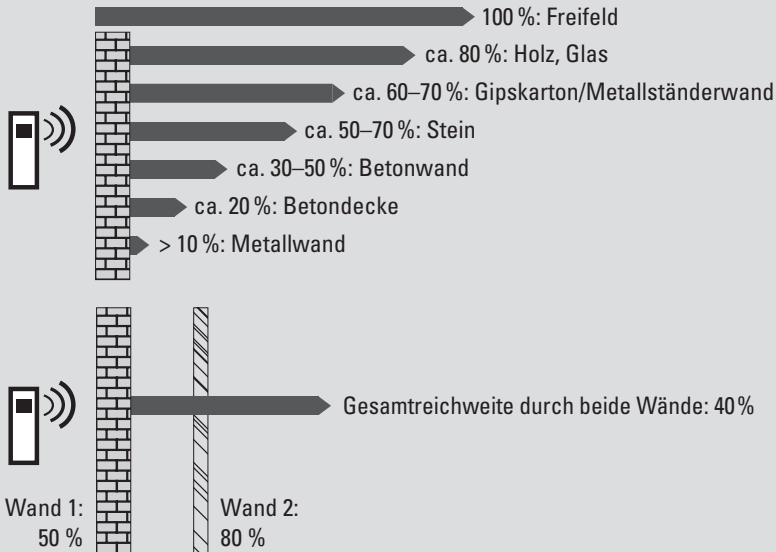 100 %: Freifeld
ca. 80 %: Holz, Glas
ca. 60–70 %: Gipskarton/Metallständerwand
ca. 50–70 %: Stein
ca. 30–50 %: Betonwand
ca. 20 %: Betondecke
> 10 %: Metallwand
Gesamtreichweite durch beide Wände: 40 %
Wand 1:
50 %
Wand 2:
80 %